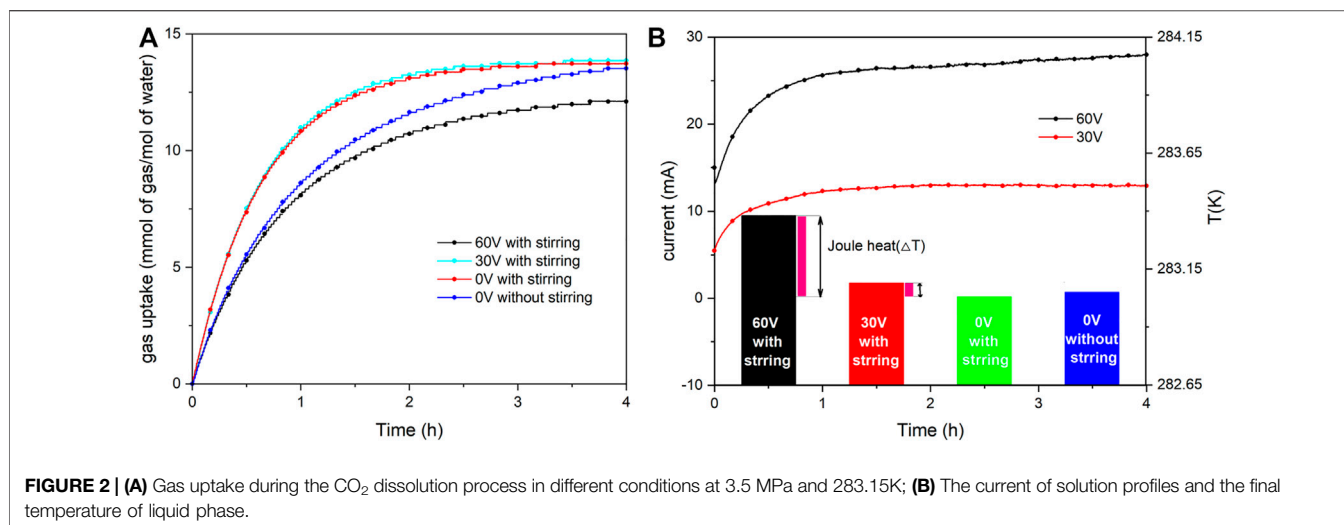 A
gas uptake (mmol of gas/mol of water)
15
10
5
0
60V with stirring
30V with stirring
0V with stirring
0V without stirring
0 1 2 3 4
Time (h)
B
current (mA)
30
20
10
0
-10
60V
30V
Joule heat(△T)
60V
with
strring
30V
with
strring
0V
with
strring
0V
without
strring
0 1 2 3 4
Time (h)
284.15
283.65
283.15
282.65
T(K)
FIGURE 2 | (A) Gas uptake during the CO₂ dissolution process in different conditions at 3.5 MPa and 283.15K; (B) The current of solution profiles and the final
temperature of liquid phase.